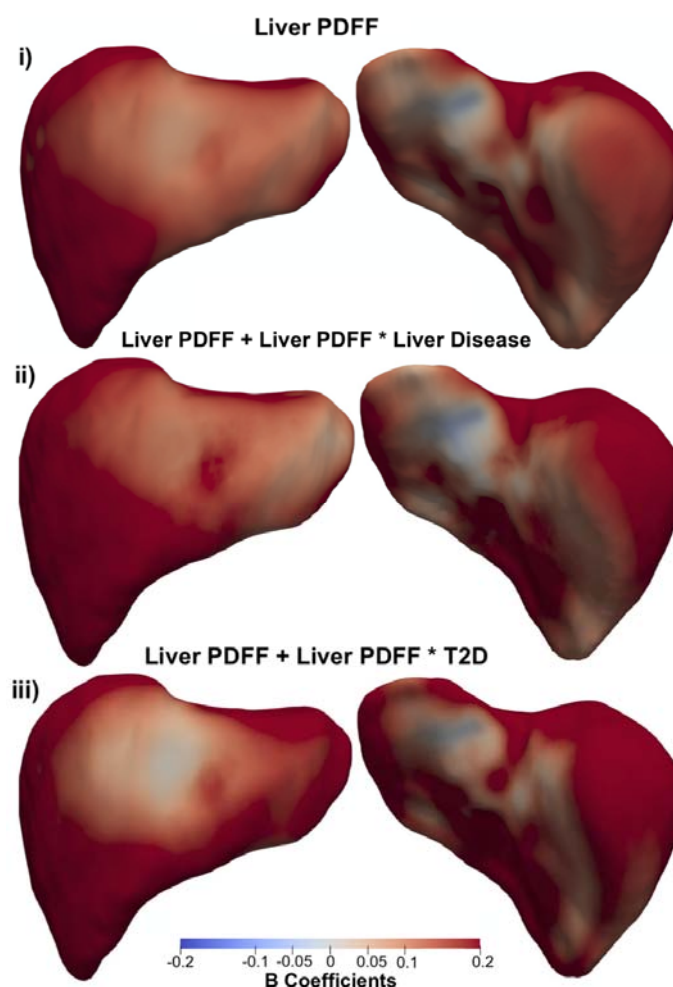 Liver PDFF
i)
Liver PDFF + Liver PDFF * Liver Disease
ii)
Liver PDFF + Liver PDFF * T2D
iii)
-0.2 -0.1 -0.05 0 0.05 0.1 0.2
B Coefficients